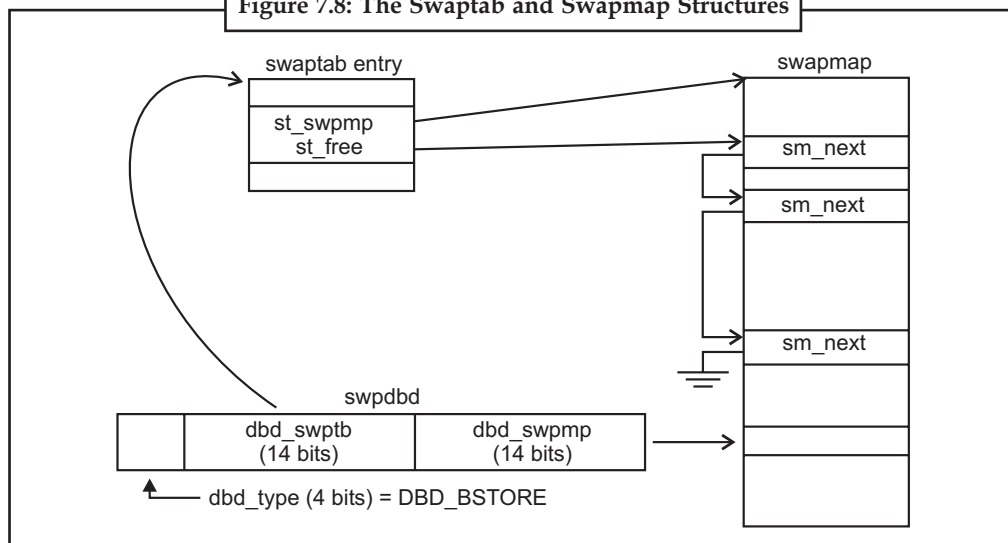 Figure 7.8: The Swaptab and Swapmap Structures
swaptab entry
swapmap
st_swpmp
st_free
sm_next
sm_next
sm_next
swpdbd
dbd_swptb
(14 bits)
dbd_swpmp
(14 bits)
dbd_type (4 bits) = DBD_BSTORE